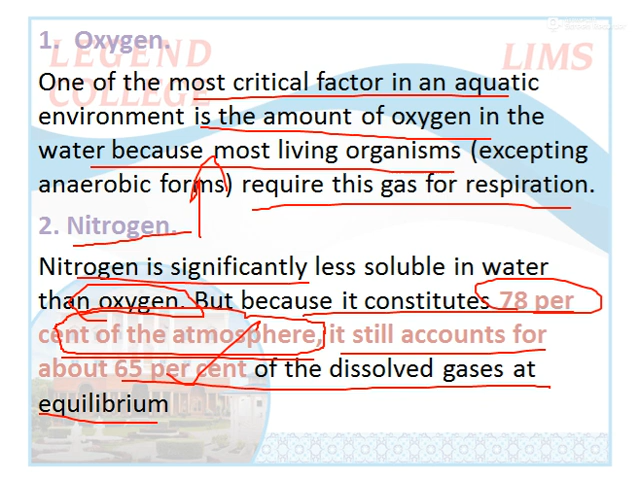 1. Oxygen.
LEGEND LIMS
One of the most critical factor in an aquatic
COLLEGE
environment is the amount of oxygen in the
water because most living organisms (excepting
anaerobic forms) require this gas for respiration.
2. Nitrogen.
Nitrogen is significantly less soluble in water
than oxygen. But because it constitutes 78 per
cent of the atmosphere, it still accounts for
about 65 per cent of the dissolved gases at
equilibrium